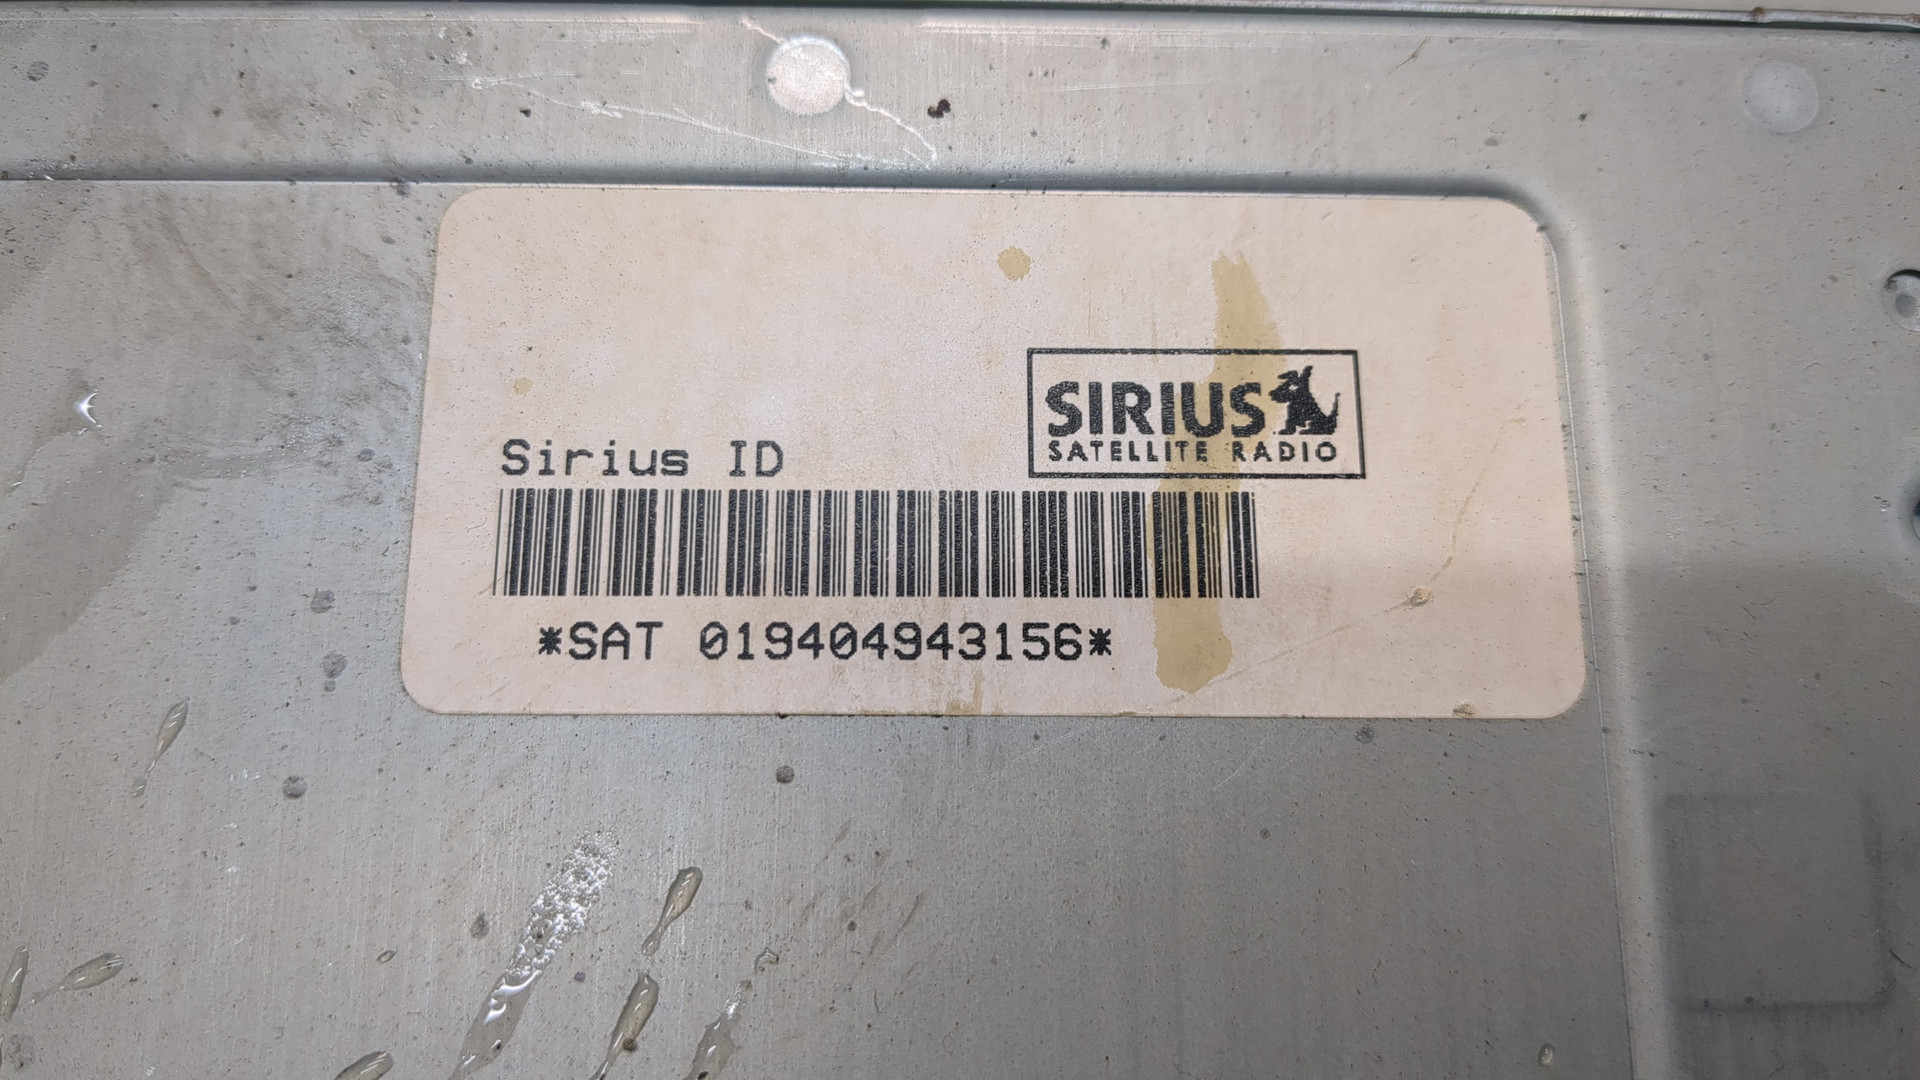 SIRIUS
SATELLITE RADIO
Sirius ID
*SAT 019404943156*